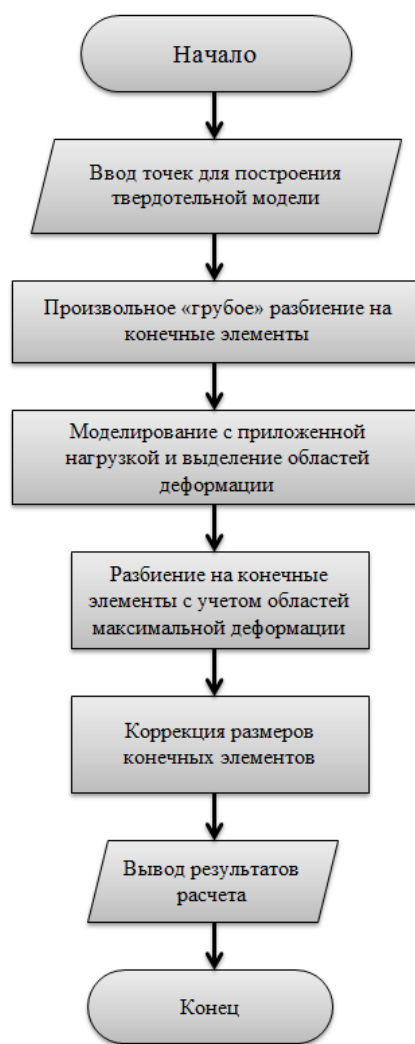 Начало
Ввод точек для построения
твердотельной модели
Произвольное «грубое» разбиение на
конечные элементы
Моделирование с приложенной
нагрузкой и выделение областей
деформации
Разбиение на конечные
элементы с учетом областей
максимальной деформации
Коррекция размеров
конечных элементов
Вывод результатов
расчета
Конец